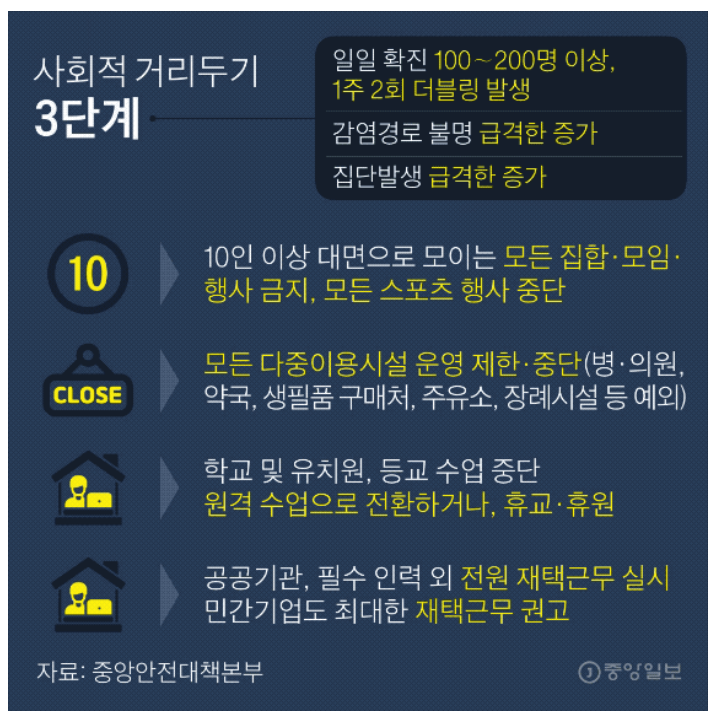 사회적 거리두기
3단계
일일 확진 100~200명 이상,
1주 2회 더블링 발생
감염경로 불명 급격한 증가
집단발생 급격한 증가
10
10인 이상 대면으로 모이는 모든 집합·모임·
행사 금지, 모든 스포츠 행사 중단
CLOSE
모든 다중이용시설 운영 제한·중단(병·의원,
약국, 생필품 구매처, 주유소, 장례시설 등 예외)
학교 및 유치원, 등교 수업 중단
원격 수업으로 전환하거나, 휴교·휴원
공공기관, 필수 인력 외 전원 재택근무 실시
민간기업도 최대한 재택근무 권고
자료: 중앙안전대책본부
중앙일보